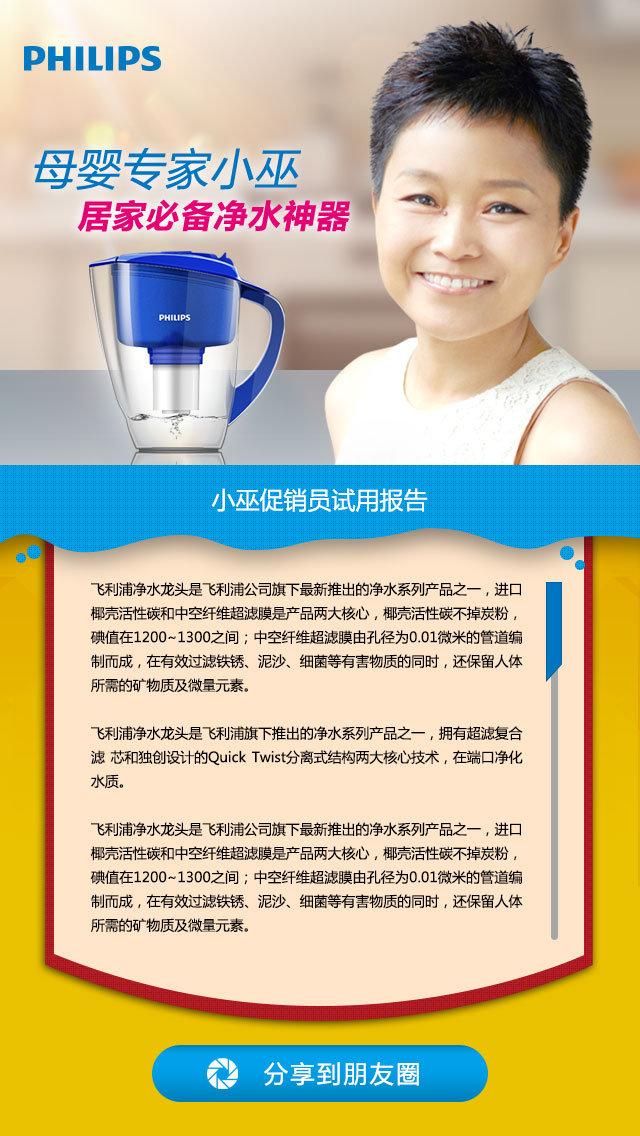 PHILIPS
母婴专家小巫
居家必备净水神器
PHILIPS
小巫促销员试用报告
飞利浦净水龙头是飞利浦公司旗下最新推出的净水系列产品之一，进口
椰壳活性碳和中空纤维超滤膜是产品两大核心，椰壳活性碳不掉炭粉，
碘值在1200~1300之间；中空纤维超滤膜由孔径为0.01微米的管道编
制而成，在有效过滤铁锈、泥沙、细菌等有害物质的同时，还保留人体
所需的矿物质及微量元素。
飞利浦净水龙头是飞利浦旗下推出的净水系列产品之一，拥有超滤复合
滤 芯和独创设计的Quick Twist分离式结构两大核心技术，在端口净化
水质。
飞利浦净水龙头是飞利浦公司旗下最新推出的净水系列产品之一，进口
椰壳活性碳和中空纤维超滤膜是产品两大核心，椰壳活性碳不掉炭粉，
碘值在1200~1300之间；中空纤维超滤膜由孔径为0.01微米的管道编
制而成，在有效过滤铁锈、泥沙、细菌等有害物质的同时，还保留人体
所需的矿物质及微量元素。
分享到朋友圈